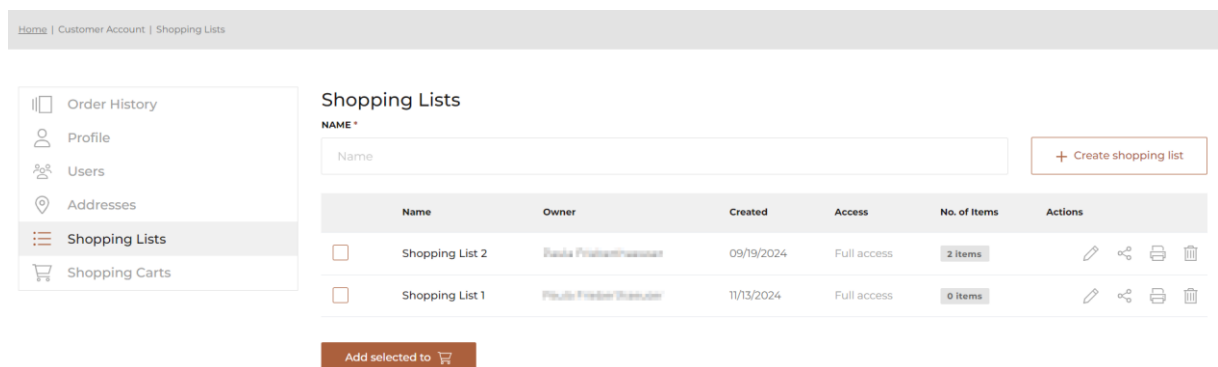 Home | Customer Account | Shopping Lists
Order History
Profile
Users
Addresses
Shopping Lists
Shopping Carts
Shopping Lists
NAME *
Name
+ Create shopping list
Name Owner Created Access No. of Items Actions
Shopping List 2 09/19/2024 Full access 2 items
Shopping List 1 11/13/2024 Full access 0 items
Add selected to